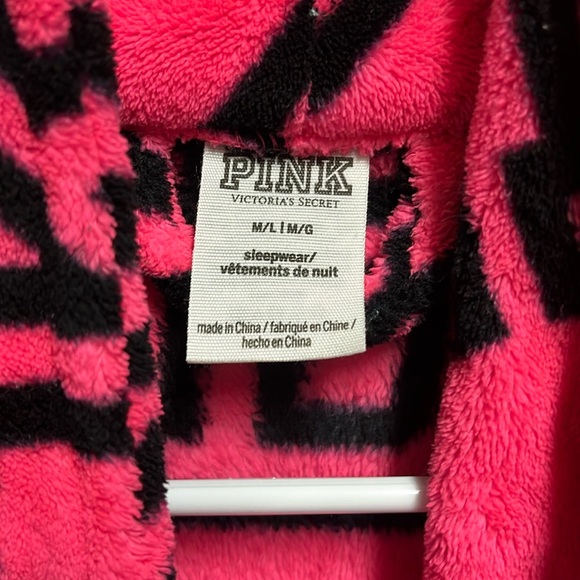 PINK
VICTORIA'S SECRET
M/L | M/G
sleepwear/
vêtements de nuit
made in China / fabriqué en Chine /
hecho en China